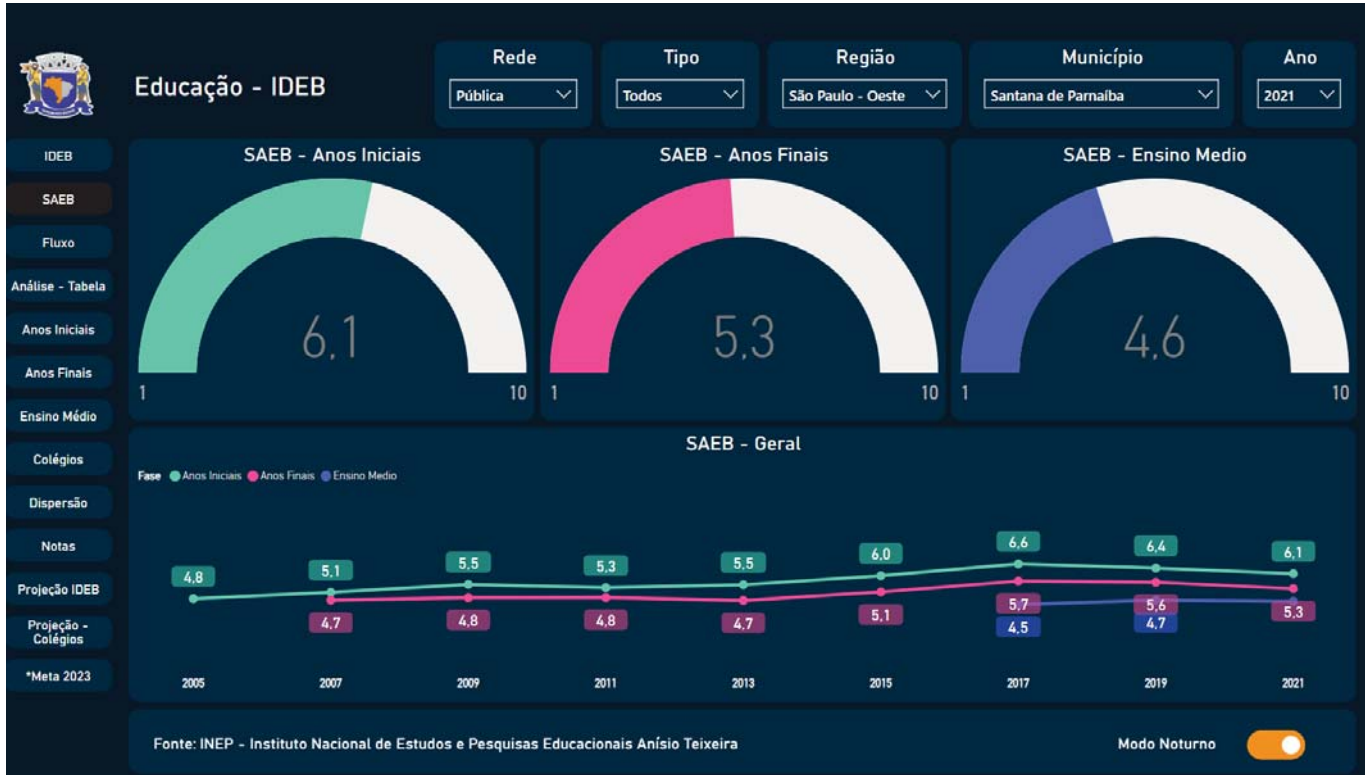 Educação - IDEB
Rede
Pública
Tipo
Todos
Região
São Paulo - Oeste
Município
Santana de Parnaíba
Ano
2021
IDEB
SAEB
Fluxo
Análise - Tabela
Anos Iniciais
Anos Finais
Ensino Médio
Colégios
Dispersão
Notas
Projeção IDEB
Projeção -
Colégios
*Meta 2023
SAEB - Anos Iniciais
6,1
1
10
SAEB - Anos Finais
5,3
1
10
SAEB - Ensino Medio
4,6
1
10
SAEB - Geral
Fase Anos Iniciais Anos Finais Ensino Medio
4,8 5,1 5,5 5,3 5,5 6,0 6,6 6,4 6,1
4,7 4,8 4,8 4,7 5,1 5,7 5,6 5,3
4,5 4,7
2005 2007 2009 2011 2013 2015 2017 2019 2021
Fonte: INEP - Instituto Nacional de Estudos e Pesquisas Educacionais Anísio Teixeira
Modo Noturno